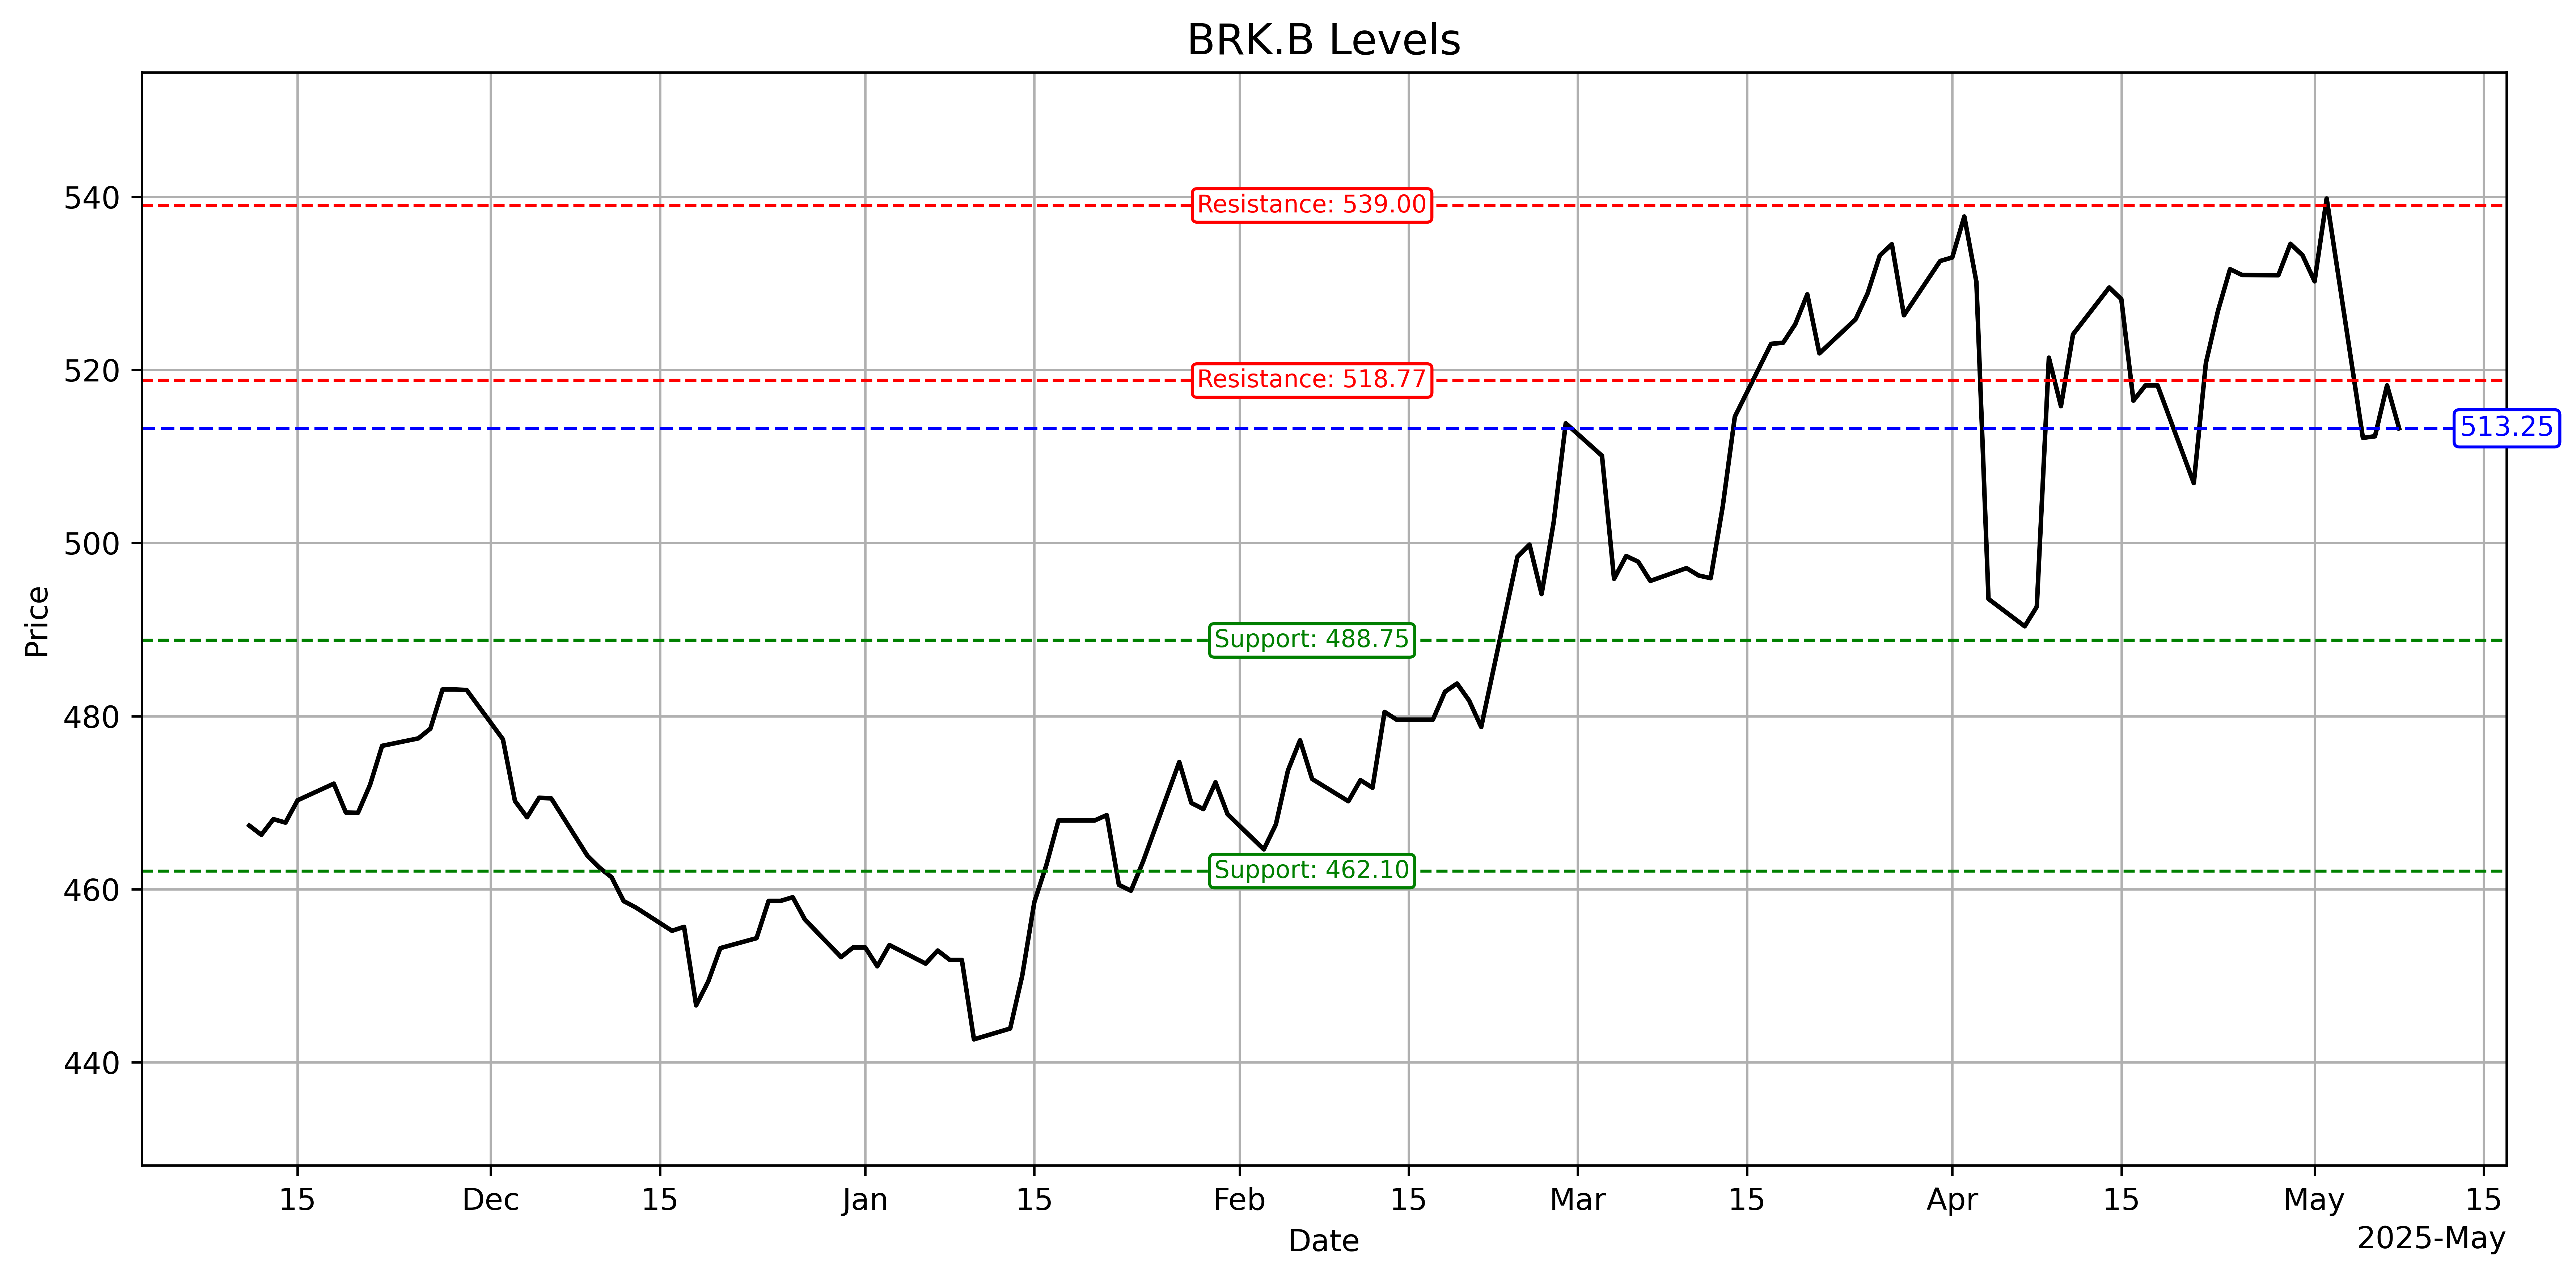 BRK.B Levels
540
Resistance: 539.00
520
Resistance: 518.77
513.25
500
Support: 488.75
480
Support: 462.10
460
440
Price
15 Dec 15 Jan 15 Feb 15 Mar 15 Apr 15 May 15
Date
2025-May